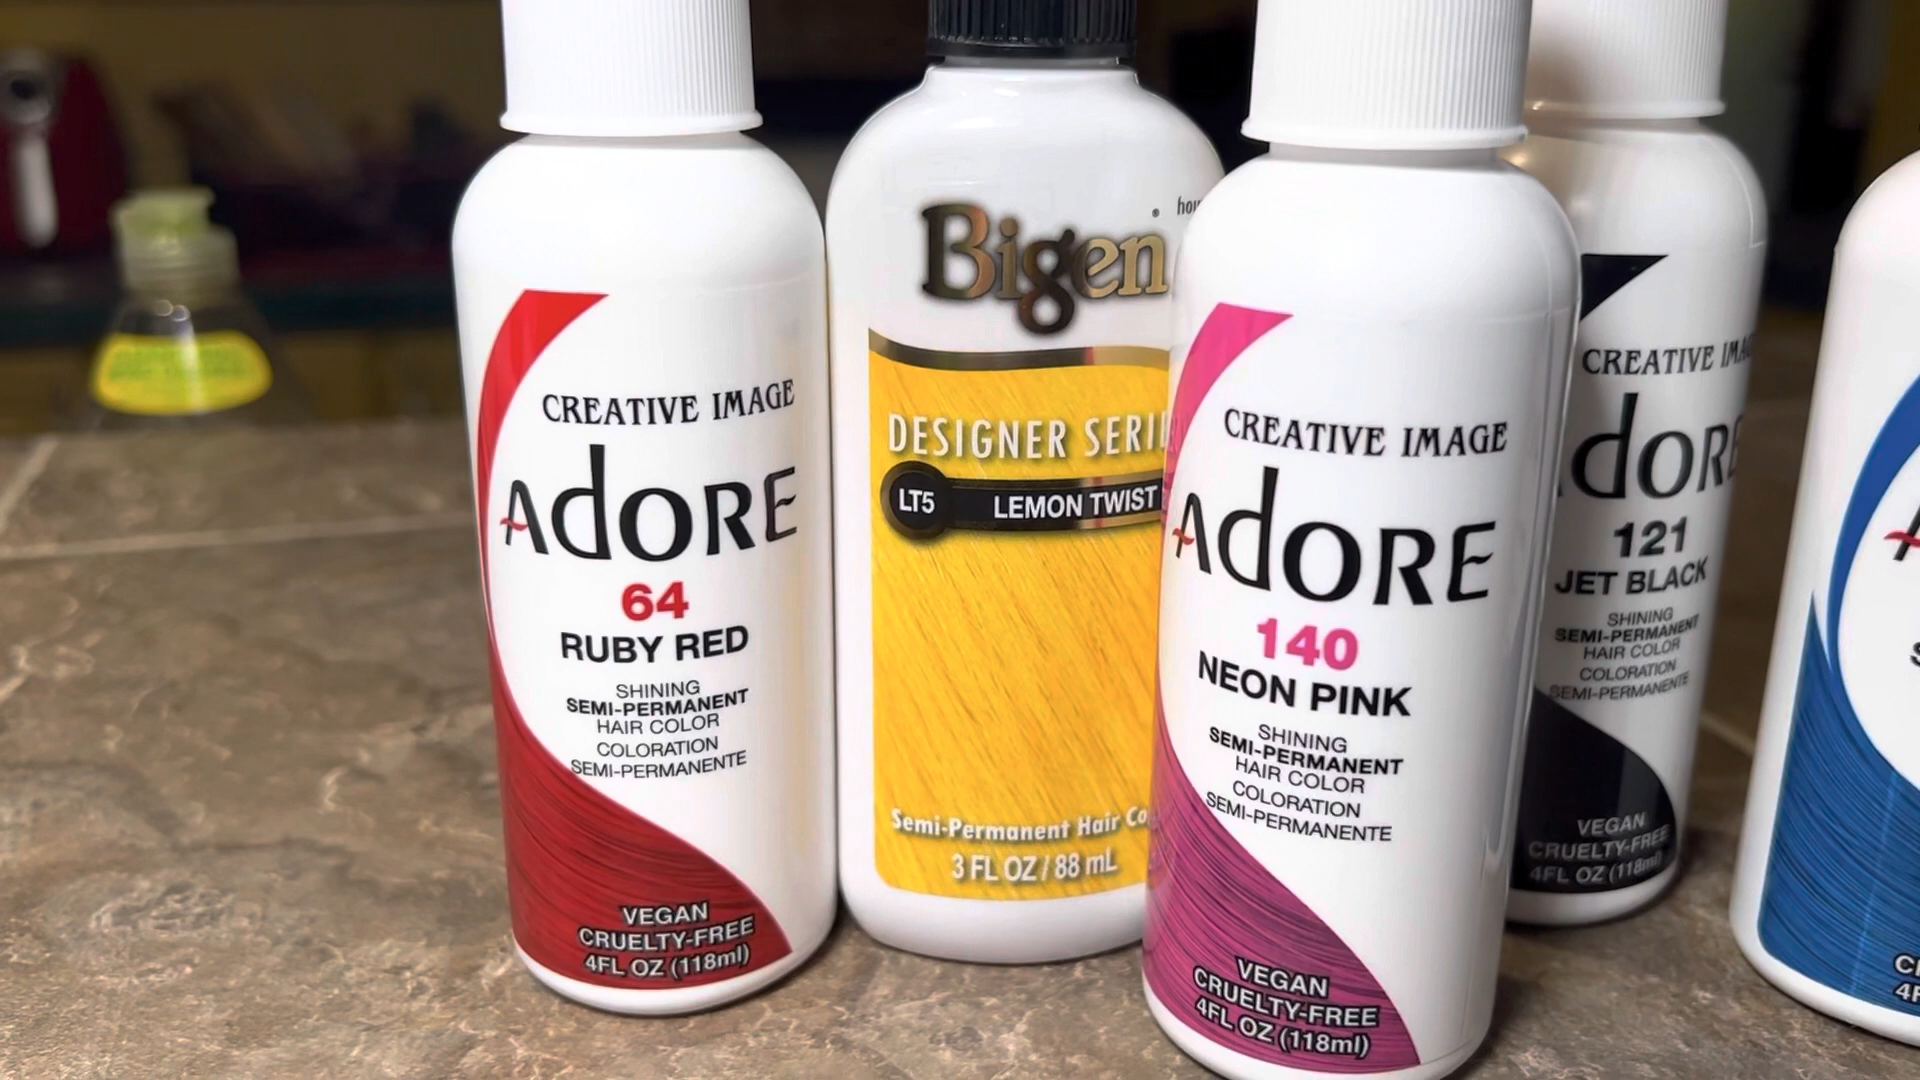 CREATIVE IMAGE
ADORE
64
RUBY RED
SHINING
SEMI-PERMANENT
HAIR COLOR
COLORATION
SEMI-PERMANENTE
VEGAN
CRUELTY-FREE
4FL OZ (118ml)
Bigen®
DESIGNER
LT5
LEMON TWIST
Semi-Permanent Hair
3 FL OZ / 88 mL
CREATIVE IMAGE
ADORE
140
NEON PINK
SHINING
SEMI-PERMANENT
HAIR COLOR
COLORATION
SEMI-PERMANENTE
VEGAN
CRUELTY-FREE
4FL OZ (118ml)
CREATIVE
121
JET BLACK
SHINING
SEMI-PERMANENT
HAIR COLOR
COLORATION
SEMI-PERMANENTE
VEGAN
CRUELTY-FREE
4FL OZ (118ml)